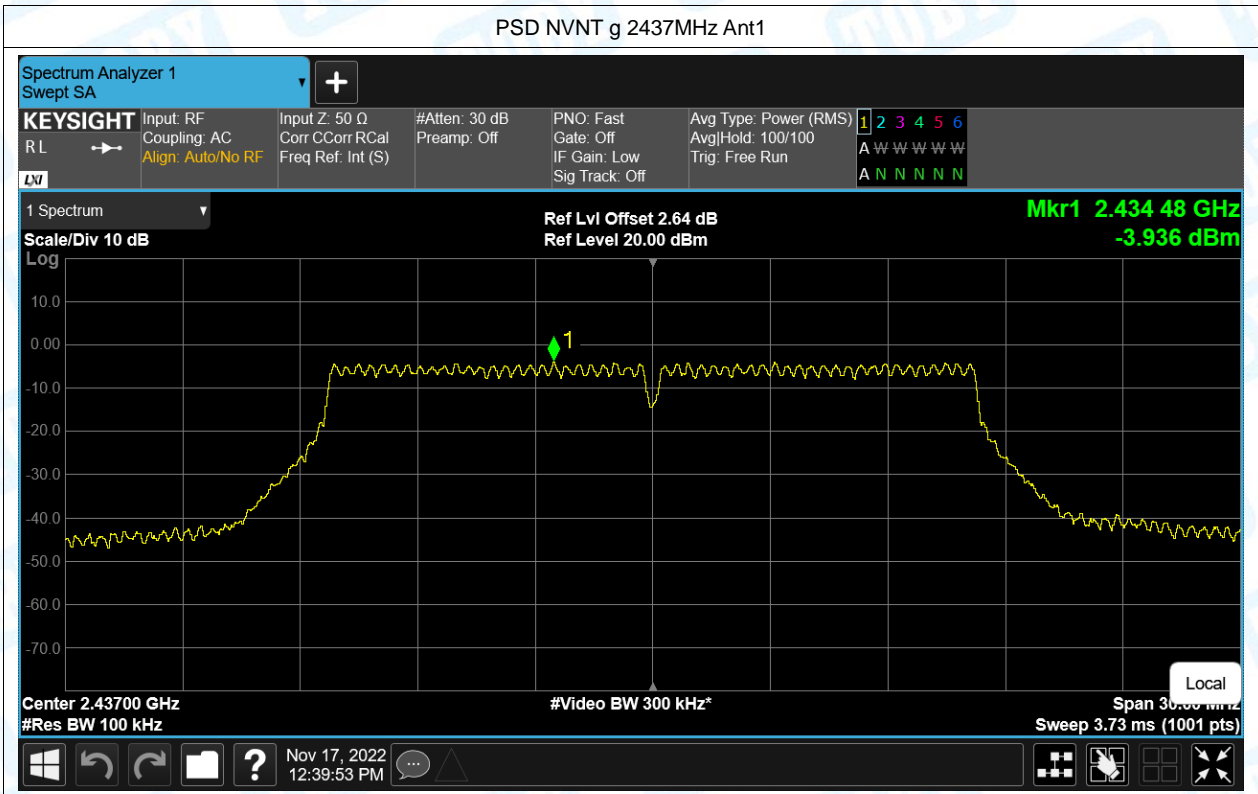 PSD NVNT g 2437MHz Ant1
Spectrum Analyzer 1
Swept SA
KEYSIGHT
RL
LXI
Input: RF
Coupling: AC
Align: Auto/No RF
Input Z: 50 Ω
Corr CCorr RCal
Freq Ref: Int (S)
#Atten: 30 dB
Preamp: Off
PNO: Fast
Gate: Off
IF Gain: Low
Sig Track: Off
Avg Type: Power (RMS)
Avg|Hold: 100/100
Trig: Free Run
1 2 3 4 5 6
A W W W W W
A N N N N N
1 Spectrum
Scale/Div 10 dB
Ref Lvl Offset 2.64 dB
Ref Level 20.00 dBm
Mkr1 2.434 48 GHz
-3.936 dBm
Log
10.0
0.00
-10.0
-20.0
-30.0
-40.0
-50.0
-60.0
-70.0
1
Local
Center 2.43700 GHz
#Res BW 100 kHz
#Video BW 300 kHz*
Span 30.00 MHz
Sweep 3.73 ms (1001 pts)
?
Nov 17, 2022
12:39:53 PM